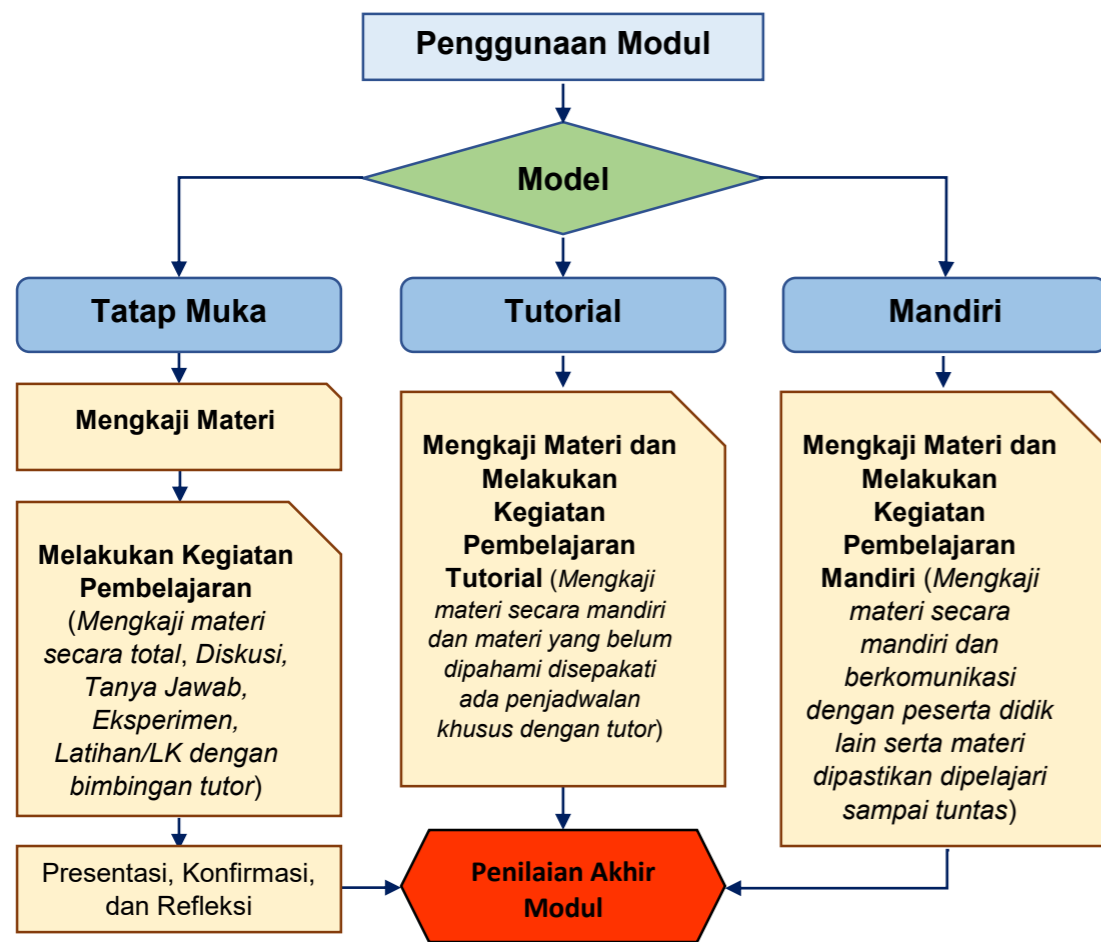 Penggunaan Modul
Model
Tatap Muka
Tutorial
Mandiri
Mengkaji Materi
Melakukan Kegiatan
Pembelajaran
(Mengkaji materi
secara total, Diskusi,
Tanya Jawab,
Eksperimen,
Latihan/LK dengan
bimbingan tutor)
Presentasi, Konfirmasi,
dan Refleksi
Mengkaji Materi dan
Melakukan
Kegiatan
Pembelajaran
Tutorial (Mengkaji
materi secara mandiri
dan materi yang belum
dipahami disepakati
ada penjadwalan
khusus dengan tutor)
Mengkaji Materi dan
Melakukan
Kegiatan
Pembelajaran
Mandiri (Mengkaji
materi secara
mandiri dan
berkomunikasi
dengan peserta didik
lain serta materi
dipastikan dipelajari
sampai tuntas)
Penilaian Akhir
Modul